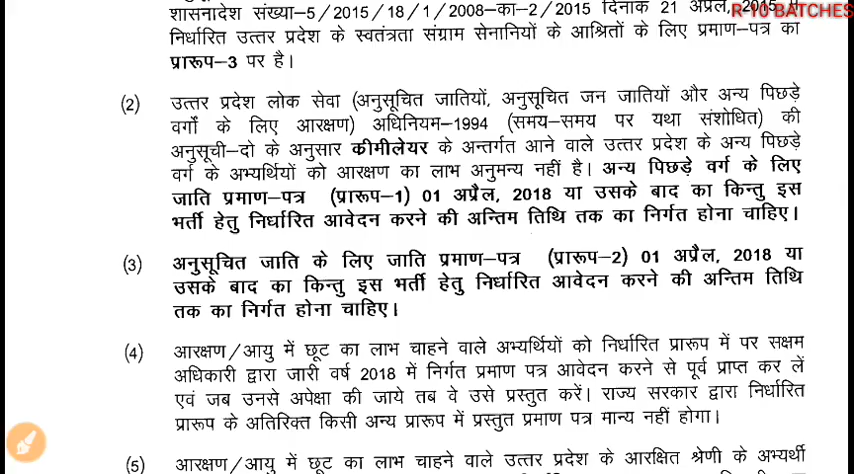 शासनादेश संख्या–5/2015/18/1/2008–का–2/2015 दिनांक 21 अप्रैल, 2015
R-10 BATCHES
निर्धारित उत्तर प्रदेश के स्वतंत्रता संग्राम सेनानियों के आश्रितों के लिए प्रमाण–पत्र का
प्रारूप–3 पर है।
(2) उत्तर प्रदेश लोक सेवा (अनुसूचित जातियों, अनुसूचित जन जातियों और अन्य पिछड़े
वर्गों के लिए आरक्षण) अधिनियम–1994 (समय–समय पर यथा संशोधित) की
अनुसूची–दो के अनुसार कीमीलेयर के अन्तर्गत आने वाले उत्तर प्रदेश के अन्य पिछड़े
वर्ग के अभ्यर्थियों को आरक्षण का लाभ अनुमन्य नहीं है। अन्य पिछड़े वर्ग के लिए
जाति प्रमाण–पत्र (प्रारूप–1) 01 अप्रैल, 2018 या उसके बाद का किन्तु इस
भर्ती हेतु निर्धारित आवेदन करने की अन्तिम तिथि तक का निर्गत होना चाहिए।
(3) अनुसूचित जाति के लिए जाति प्रमाण–पत्र (प्रारूप–2) 01 अप्रैल, 2018 या
उसके बाद का किन्तु इस भर्ती हेतु निर्धारित आवेदन करने की अन्तिम तिथि
तक का निर्गत होना चाहिए।
(4) आरक्षण/आयु में छूट का लाभ चाहने वाले अभ्यर्थियों को निर्धारित प्रारूप में पर सक्षम
अधिकारी द्वारा जारी वर्ष 2018 में निर्गत प्रमाण पत्र आवेदन करने से पूर्व प्राप्त कर लें
एवं जब उनसे अपेक्षा की जाये तब वे उसे प्रस्तुत करें। राज्य सरकार द्वारा निर्धारित
प्रारूप के अतिरिक्त किसी अन्य प्रारूप में प्रस्तुत प्रमाण पत्र मान्य नहीं होगा।
(5) आरक्षण/आयु में छूट का लाभ चाहने वाले उत्तर प्रदेश के आरक्षित श्रेणी के अभ्यर्थी